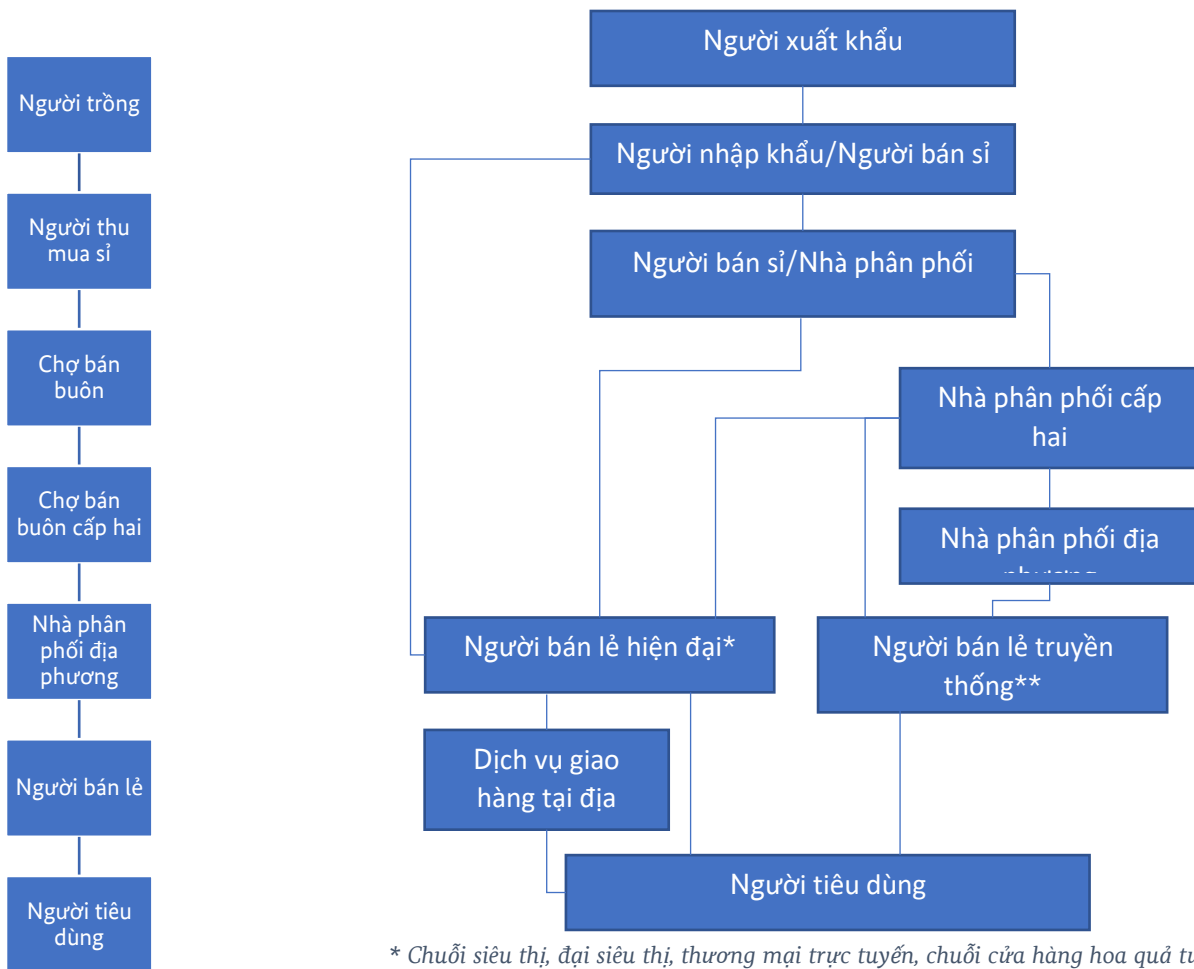 Người trồng
Người thu
mua sỉ
Chợ bán
buôn
Chợ bán
buôn cấp hai
Nhà phân
phối địa
phương
Người bán lẻ
Người tiêu
dùng
Người xuất khẩu
Người nhập khẩu/Người bán sỉ
Người bán sỉ/Nhà phân phối
Nhà phân phối cấp
hai
Nhà phân phối địa
Người bán lẻ hiện đại*
Người bán lẻ truyền
thống**
Dịch vụ giao
hàng tại địa
Người tiêu dùng
* Chuỗi siêu thị, đại siêu thị, thương mại trực tuyến, chuỗi cửa hàng hoa quả